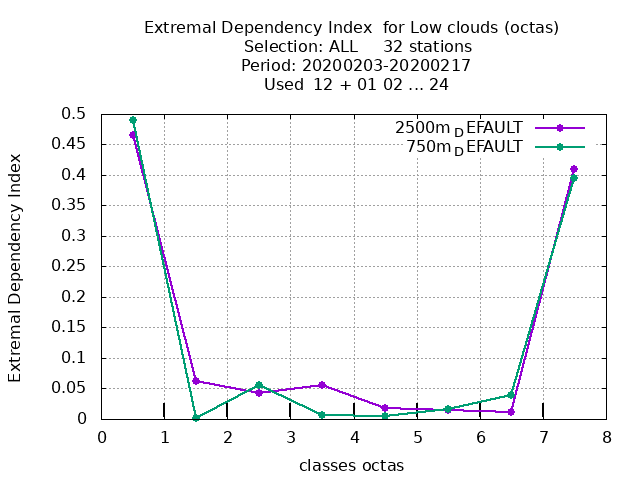 Extremal Dependency Index  for Low clouds (octas)
Selection: ALL     32 stations
Period: 20200203-20200217
Used  12 + 01 02 ... 24
2500m_DEFAULT
750m_DEFAULT
Extremal Dependency Index
0.5
0.45
0.4
0.35
0.3
0.25
0.2
0.15
0.1
0.05
0
0 1 2 3 4 5 6 7 8
classes octas